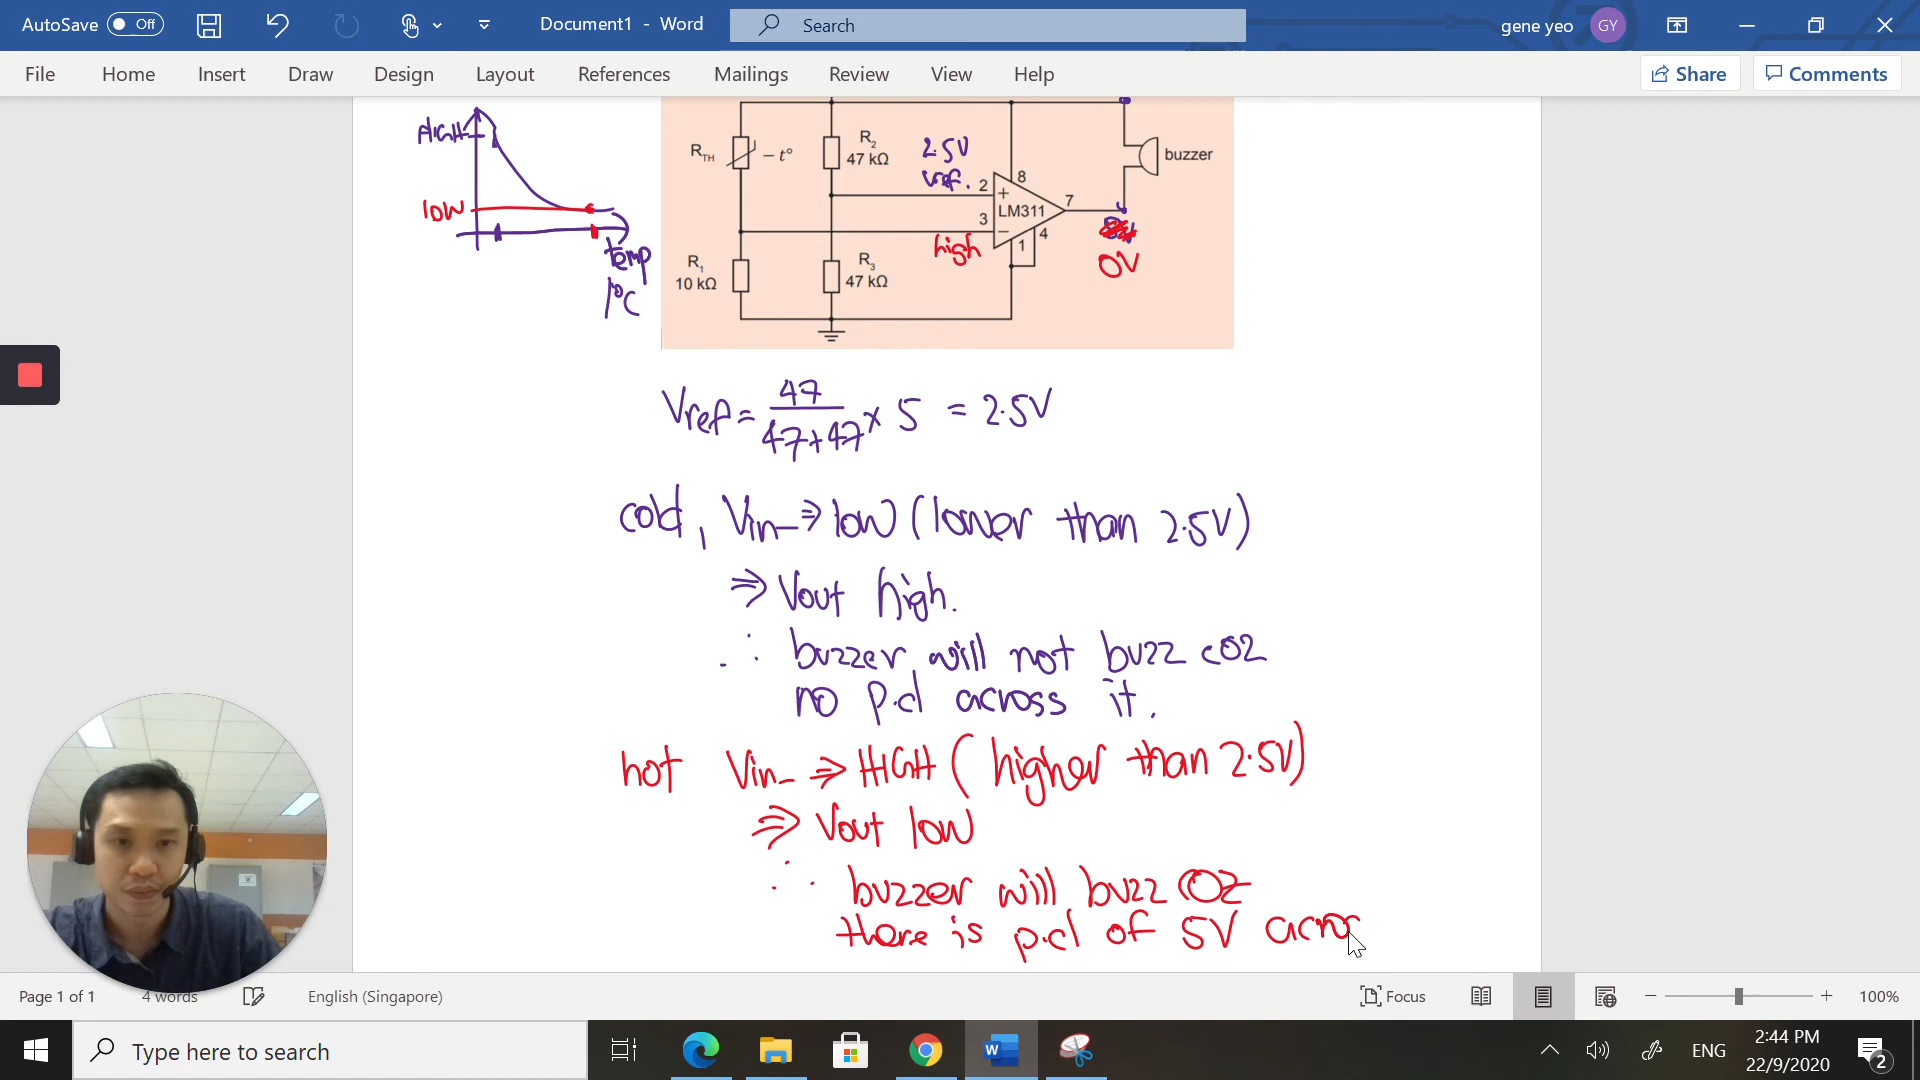 AutoSave Off Document1 - Word Search gene yeo GY
File Home Insert Draw Design Layout References Mailings Review View Help Share Comments
HIGH
low
temp
/°C
RTH
– t°
R2
47 kΩ
2.5V
Vref.
2
3
+
–
LM311
8
7
1
4
buzzer
high
0V
R1
10 kΩ
R3
47 kΩ
Vref = 47/(47+47) × 5 = 2.5V
cold, Vin- ⇒ low (lower than 2.5V)
⇒ Vout high.
∴ buzzer will not buzz coz
no p.d across it.
hot Vin- ⇒ HIGH (higher than 2.5V)
⇒ Vout low
∴ buzzer will buzz coz
there is p.d of 5V acros
Page 1 of 1 4 words English (Singapore) Focus 100%
Type here to search
ENG
2:44 PM
22/9/2020
2